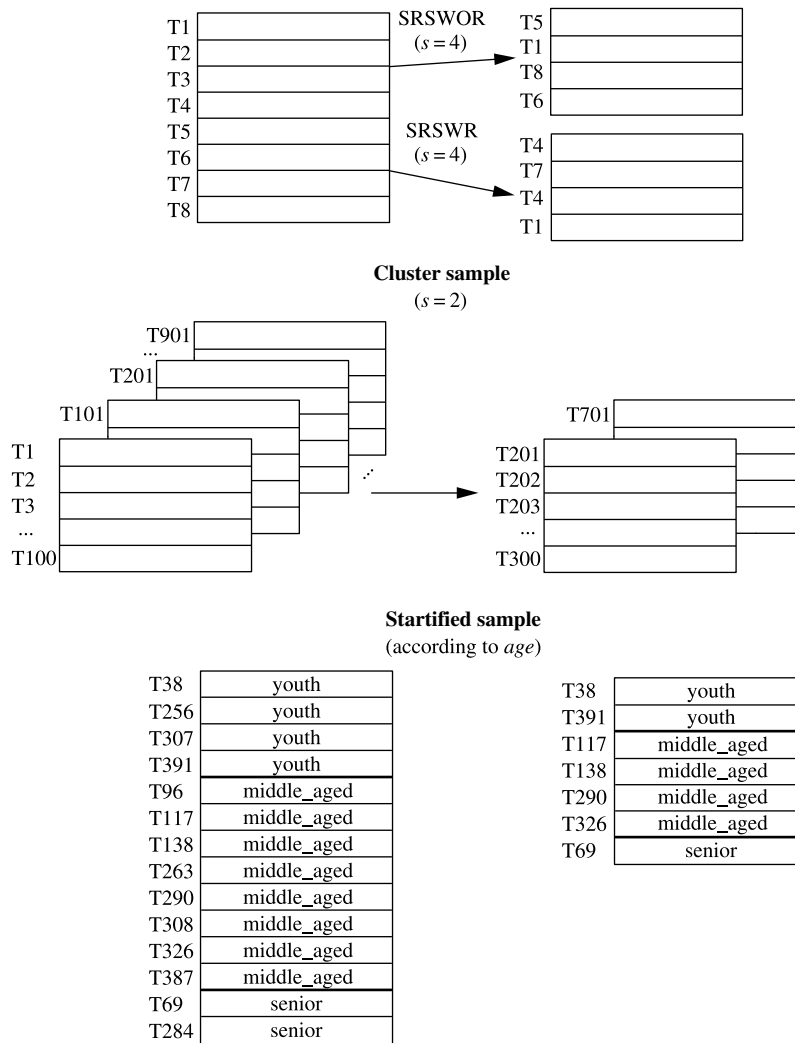 T1
T2
T3
T4
T5
T6
T7
T8
SRSWOR
(s = 4)
T5
T1
T8
T6
SRSWR
(s = 4)
T4
T7
T4
T1
Cluster sample
(s = 2)
T901
...
T201
T101
T1
T2
T3
...
T100
...
T701
T201
T202
T203
...
T300
Startified sample
(according to age)
T38 youth
T256 youth
T307 youth
T391 youth
T96 middle_aged
T117 middle_aged
T138 middle_aged
T263 middle_aged
T290 middle_aged
T308 middle_aged
T326 middle_aged
T387 middle_aged
T69 senior
T284 senior
T38 youth
T391 youth
T117 middle_aged
T138 middle_aged
T290 middle_aged
T326 middle_aged
T69 senior